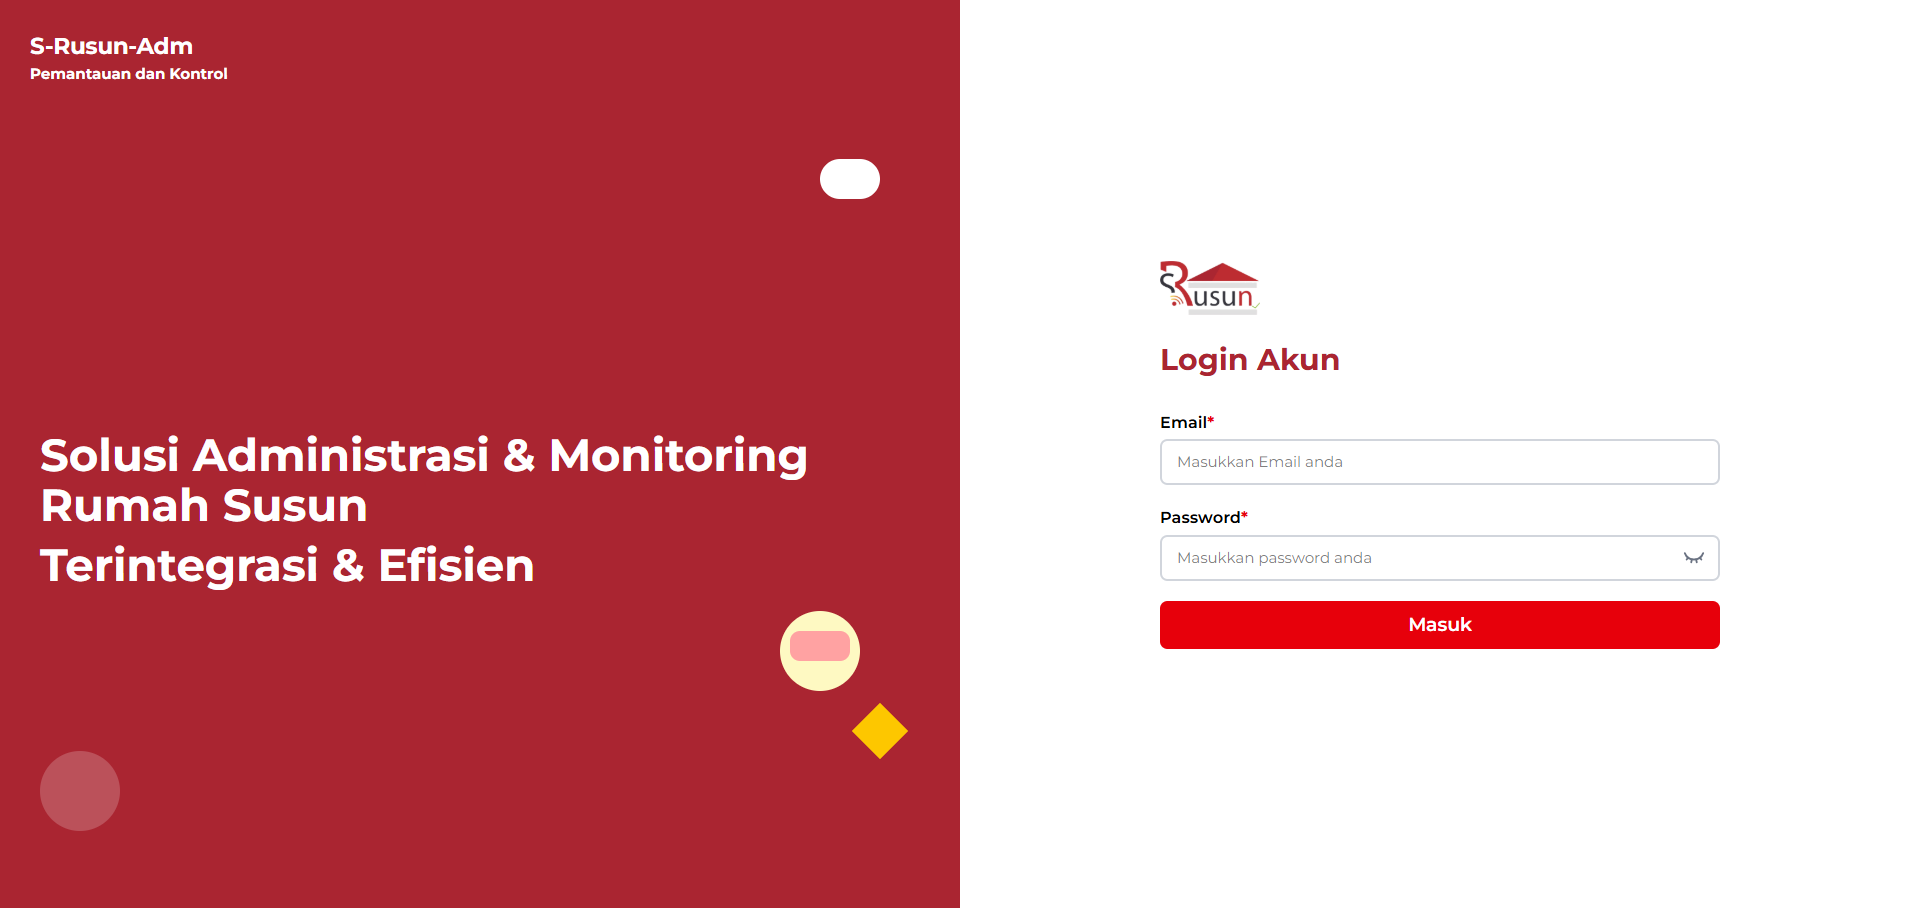 S-Rusun-Adm
Pemantauan dan Kontrol
Solusi Administrasi & Monitoring
Rumah Susun
Terintegrasi & Efisien
SRusun
Login Akun
Email*
Masukkan Email anda
Password*
Masukkan password anda
Masuk